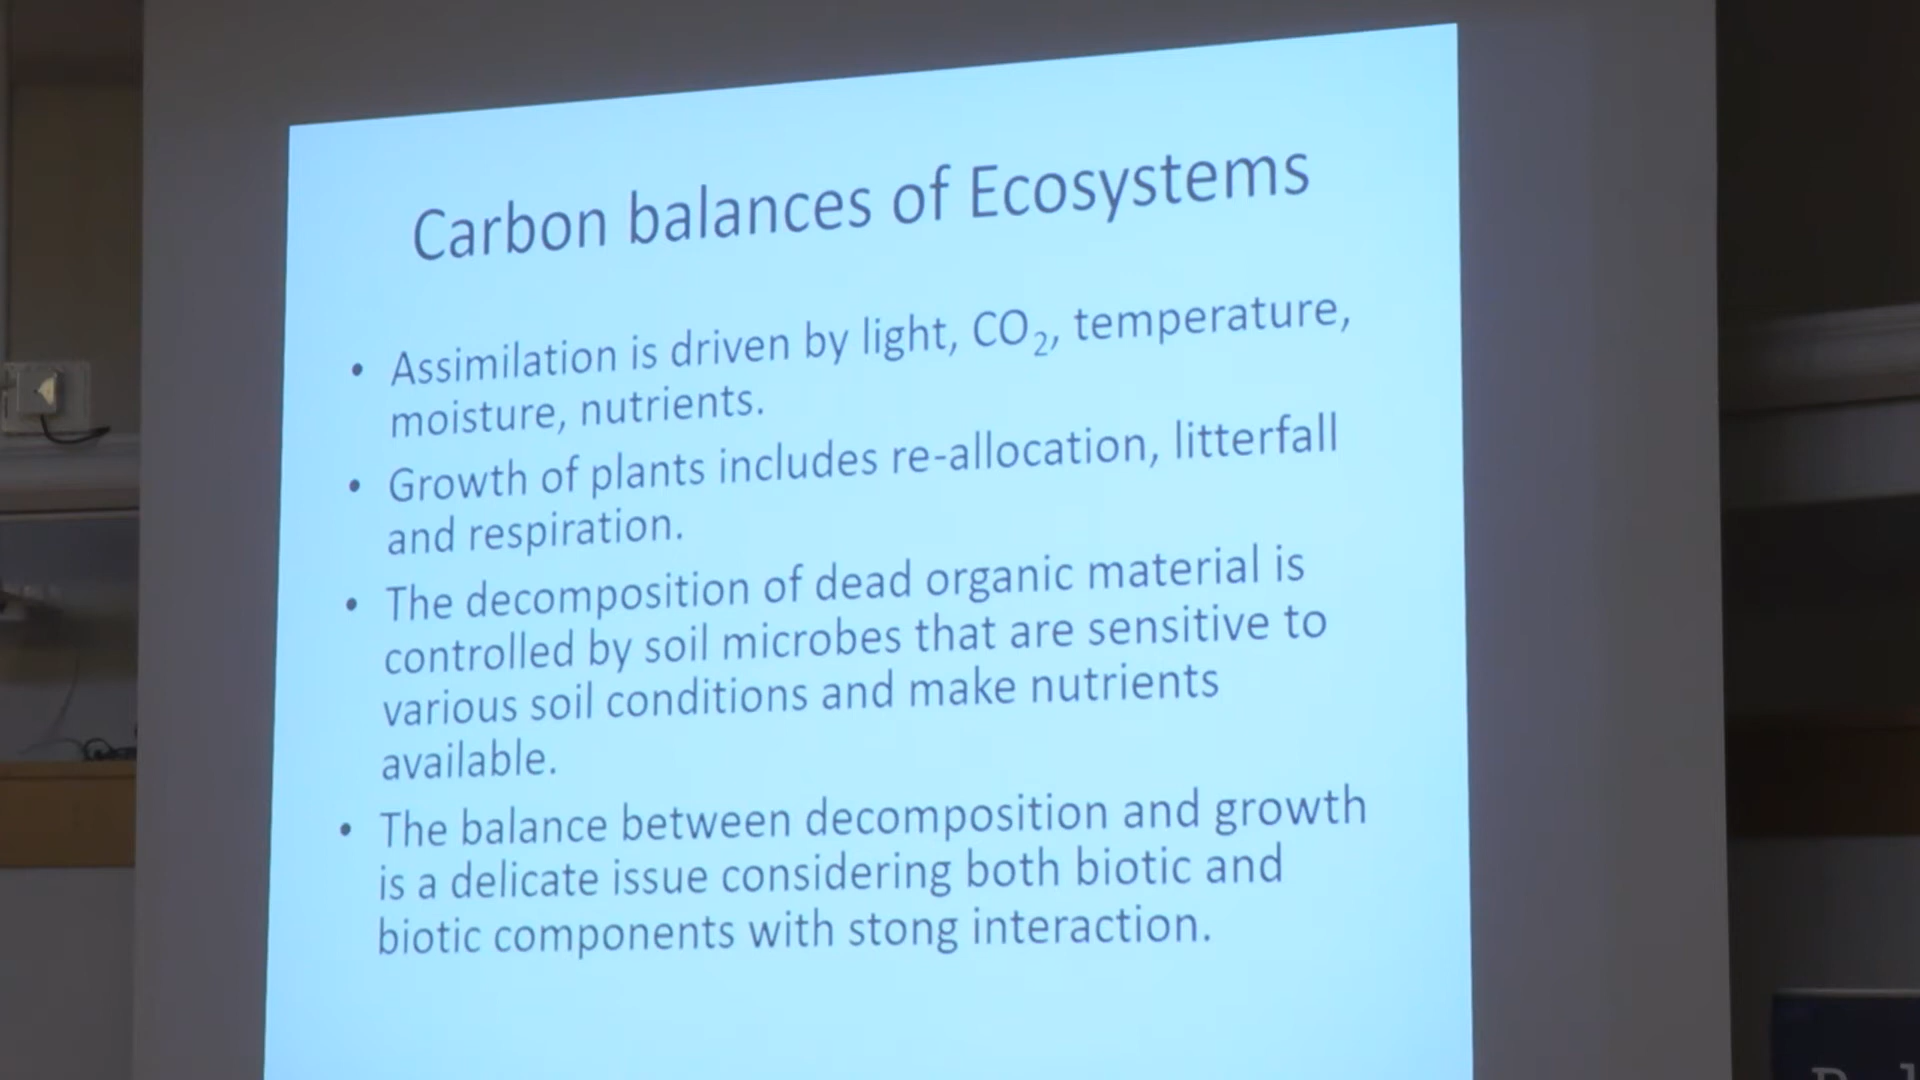 Carbon balances of Ecosystems
• Assimilation is driven by light, CO₂, temperature,
moisture, nutrients.
• Growth of plants includes re-allocation, litterfall
and respiration.
• The decomposition of dead organic material is
controlled by soil microbes that are sensitive to
various soil conditions and make nutrients
available.
• The balance between decomposition and growth
is a delicate issue considering both biotic and
biotic components with stong interaction.